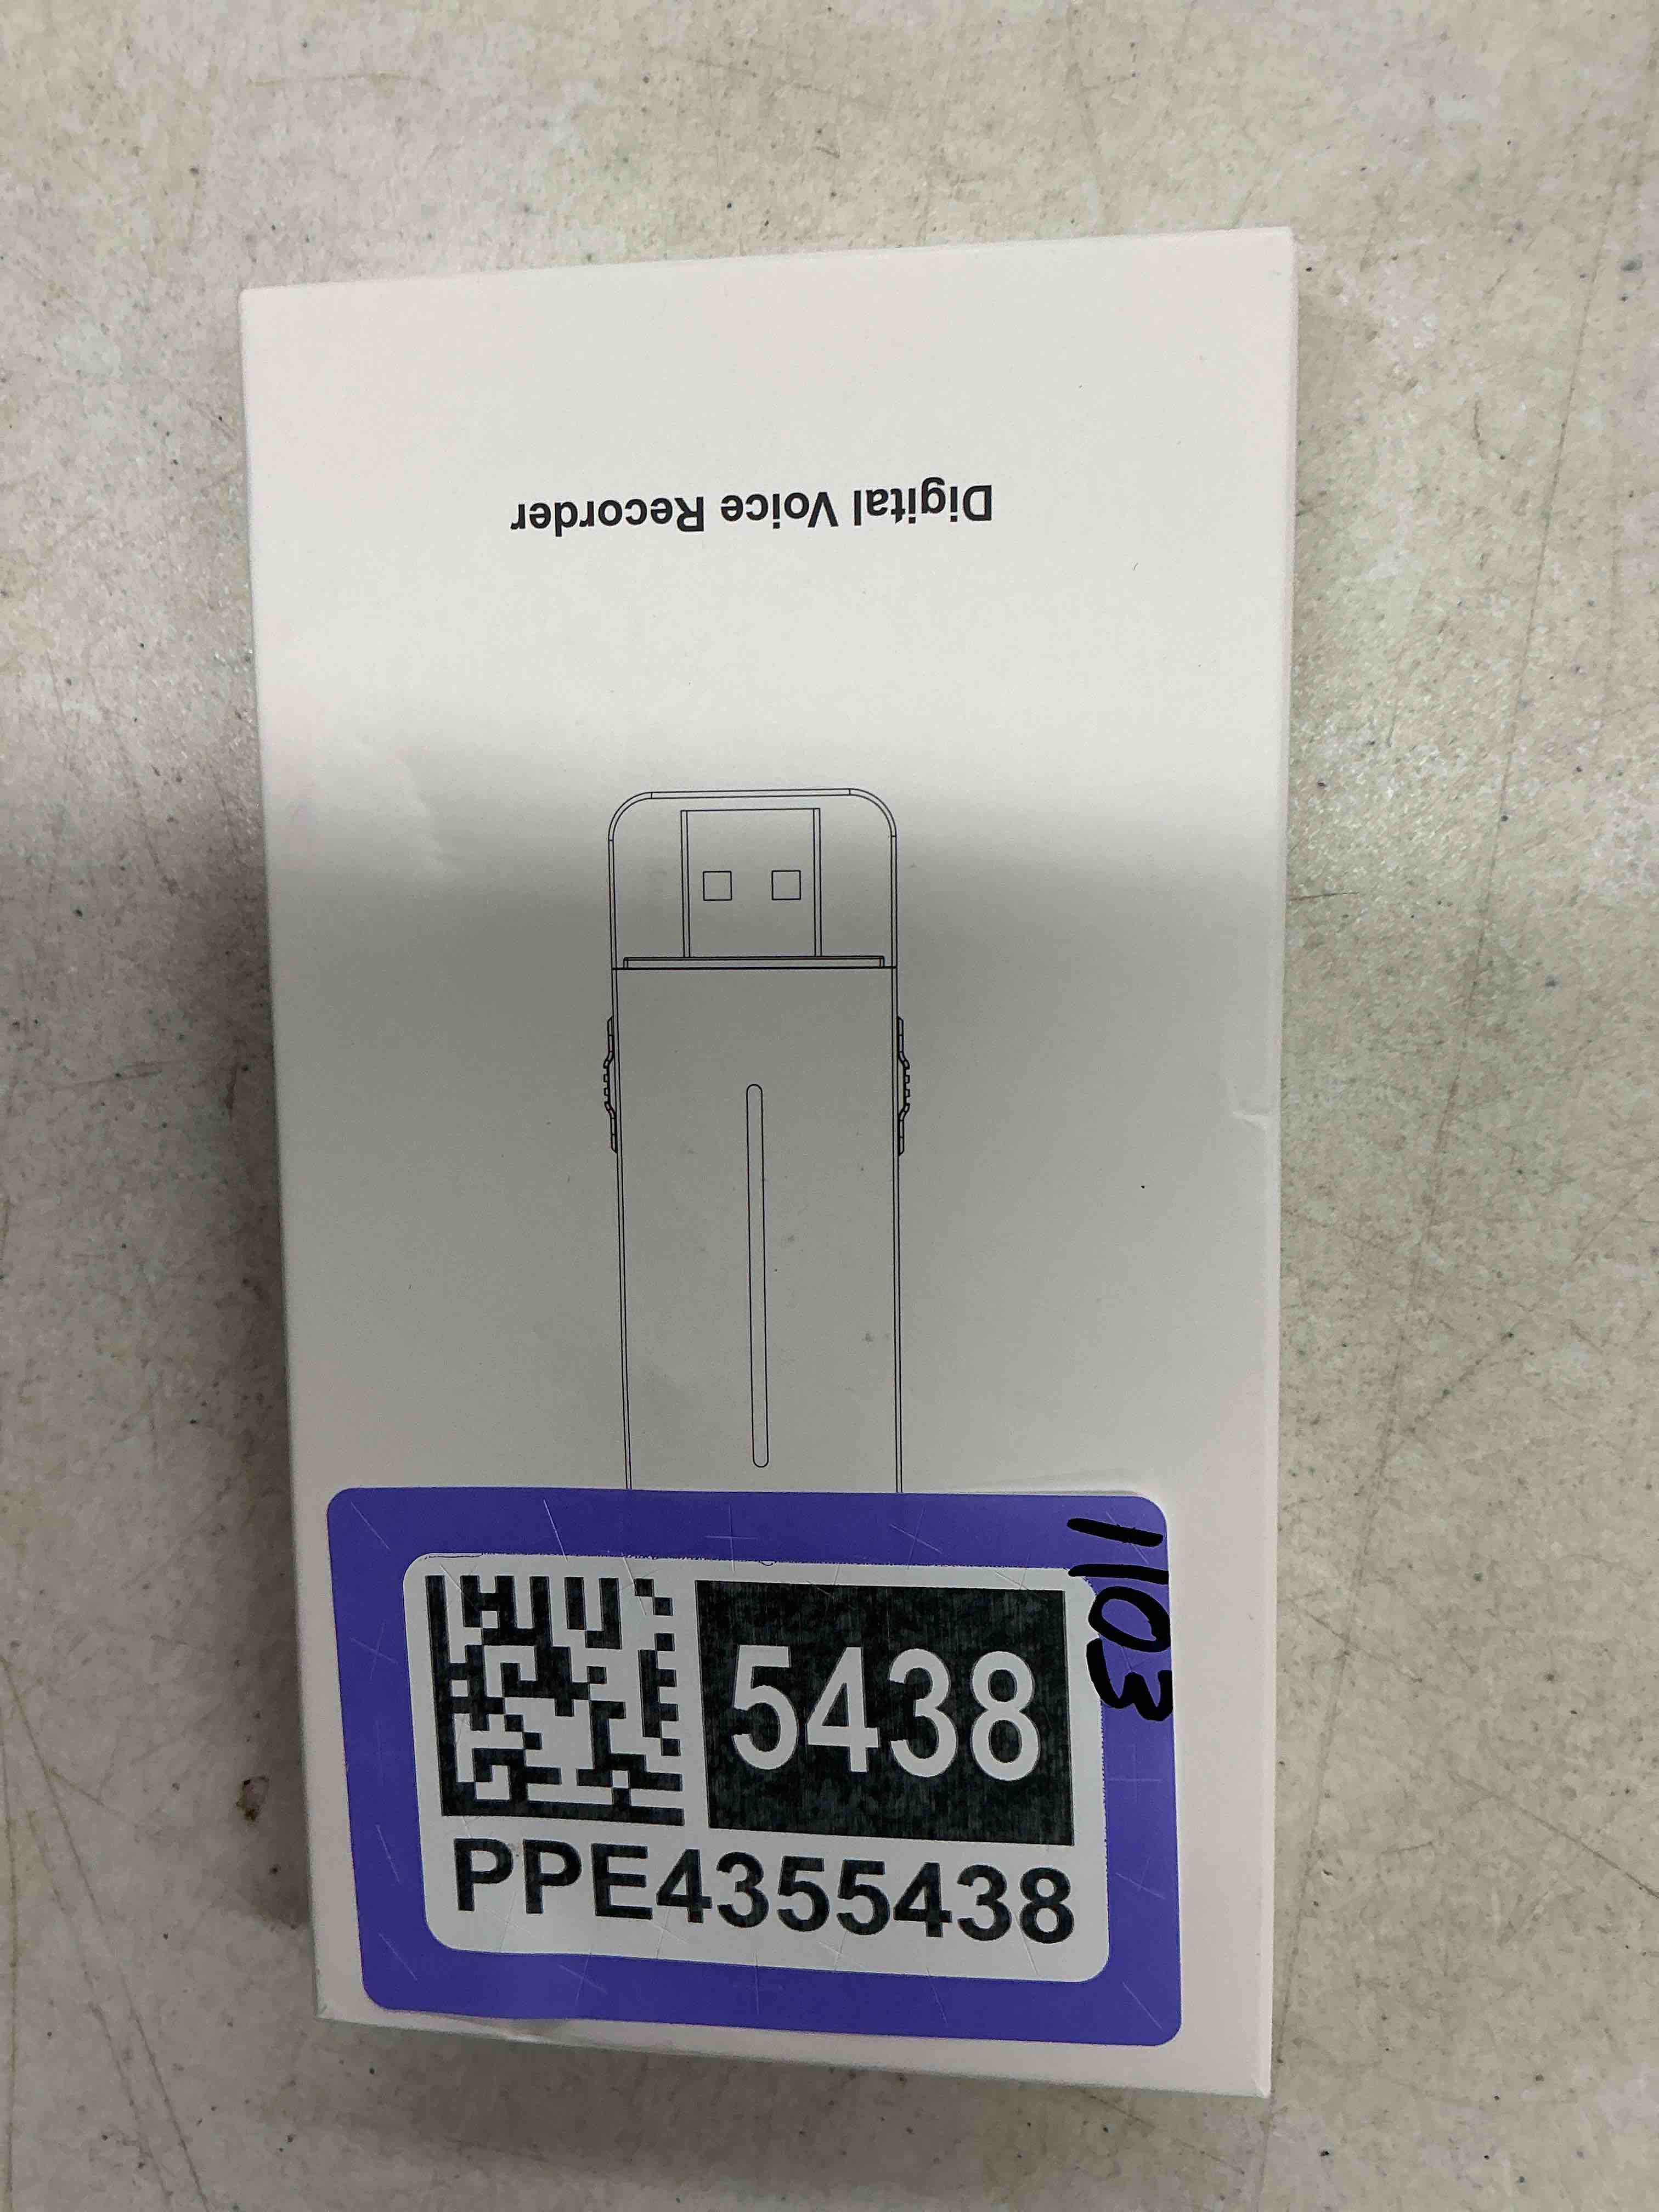 Digital Voice Recorder
1103
5438
PPE4355438